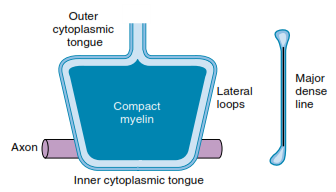 Outer
cytoplasmic
tongue
Compact
myelin
Lateral
loops
Major
dense
line
Axon
Inner cytoplasmic tongue